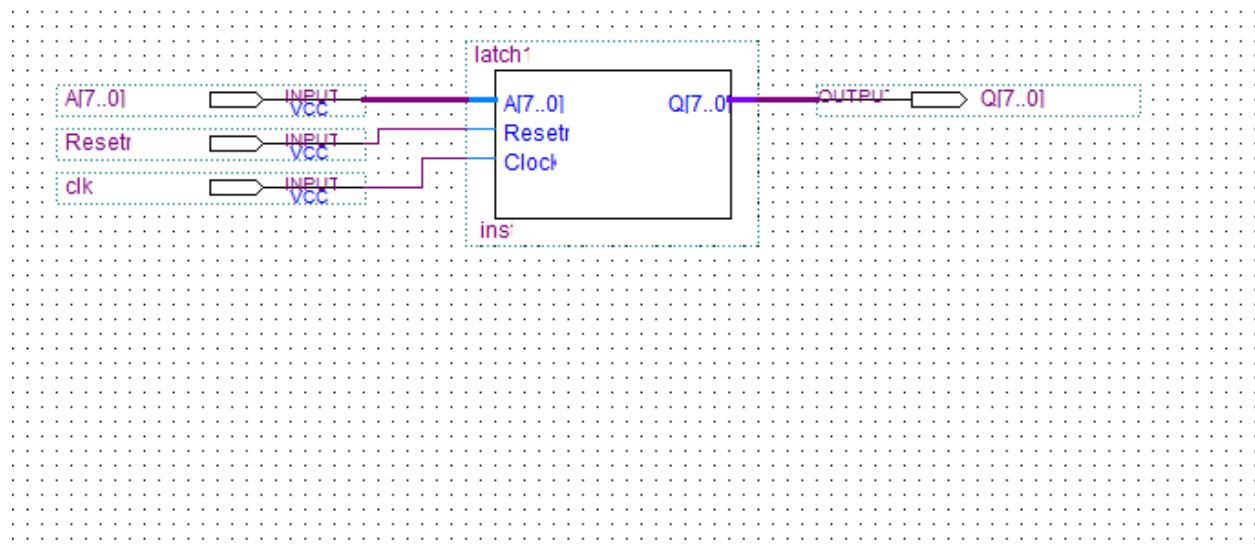 latch1
A[7..0] INPUT VCC A[7..0] Q[7..0] OUTPUT Q[7..0]
Resetn INPUT VCC Resetn
clk INPUT VCC Clock
inst